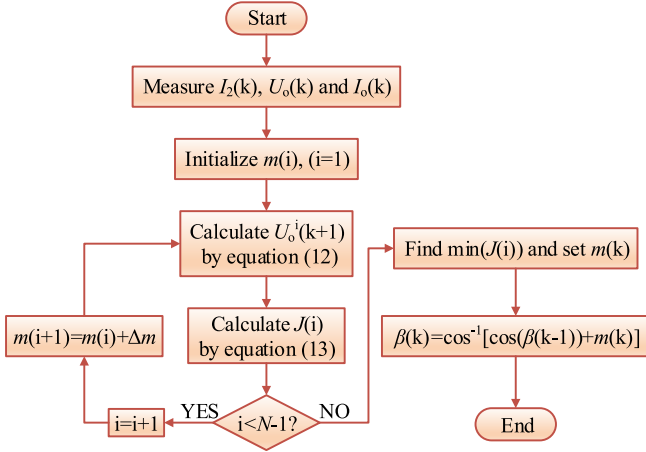 Start
Measure I₂(k), Uₒ(k) and Iₒ(k)
Initialize m(i), (i=1)
Calculate Uₒⁱ(k+1)
by equation (12)
Calculate J(i)
by equation (13)
i<N-1?
YES
NO
i=i+1
m(i+1)=m(i)+Δm
Find min(J(i)) and set m(k)
β(k)=cos⁻¹[cos(β(k-1))+m(k)]
End